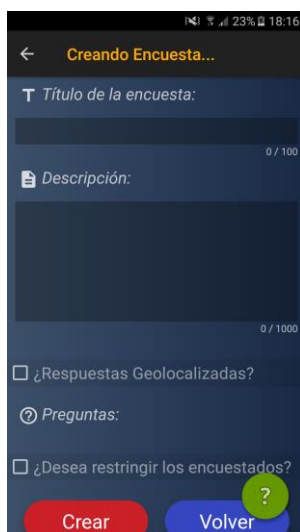 23% 18:16
Creando Encuesta...
T Título de la encuesta:
0 / 100
Descripción:
0 / 1000
¿Respuestas Geolocalizadas?
? Preguntas:
¿Desea restringir los encuestados?
?
Crear Volver